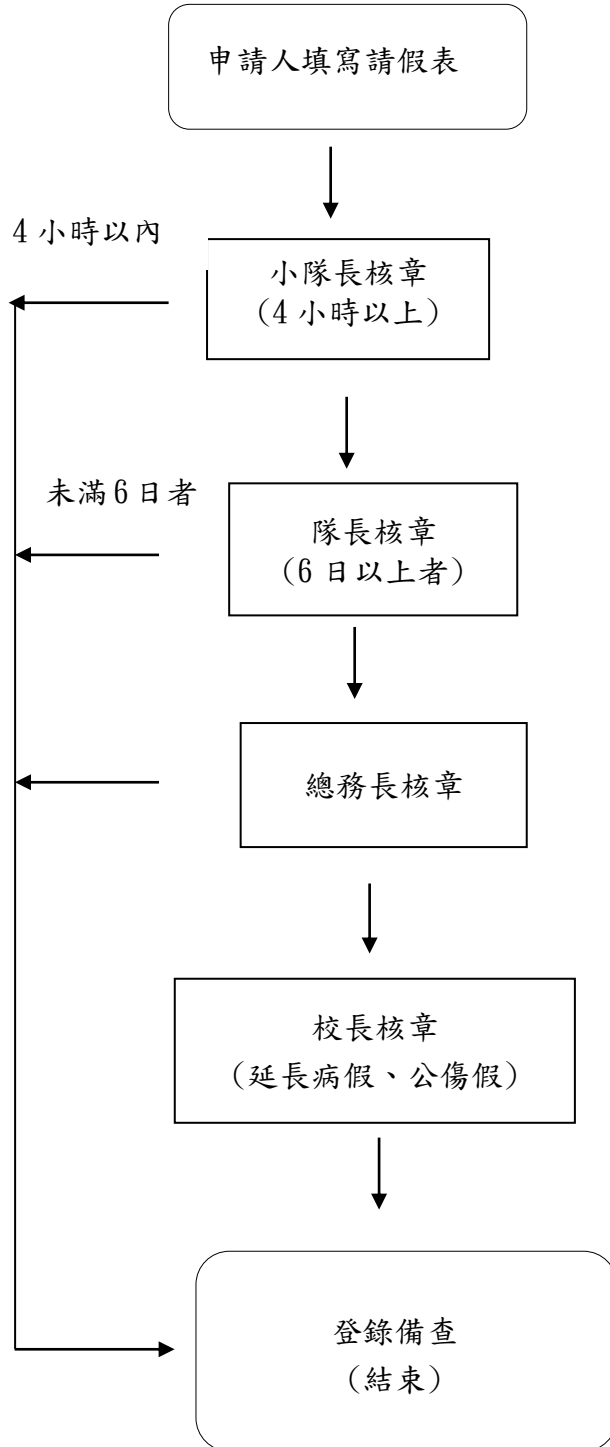 申請人填寫請假表
4 小時以內
小隊長核章
(4 小時以上)
未滿6日者
隊長核章
(6 日以上者)
總務長核章
校長核章
(延長病假、公傷假)
登錄備查
(結束)